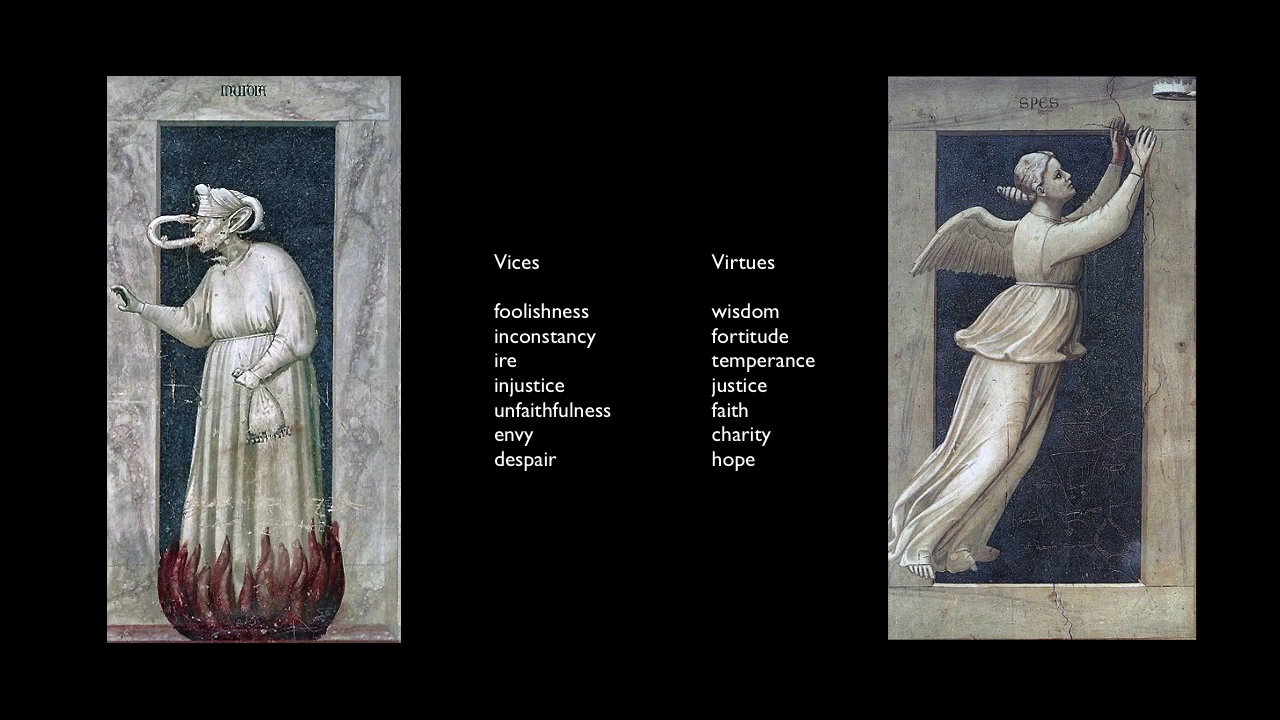 INVIDIA
SPES
Vices
foolishness
inconstancy
ire
injustice
unfaithfulness
envy
despair
Virtues
wisdom
fortitude
temperance
justice
faith
charity
hope